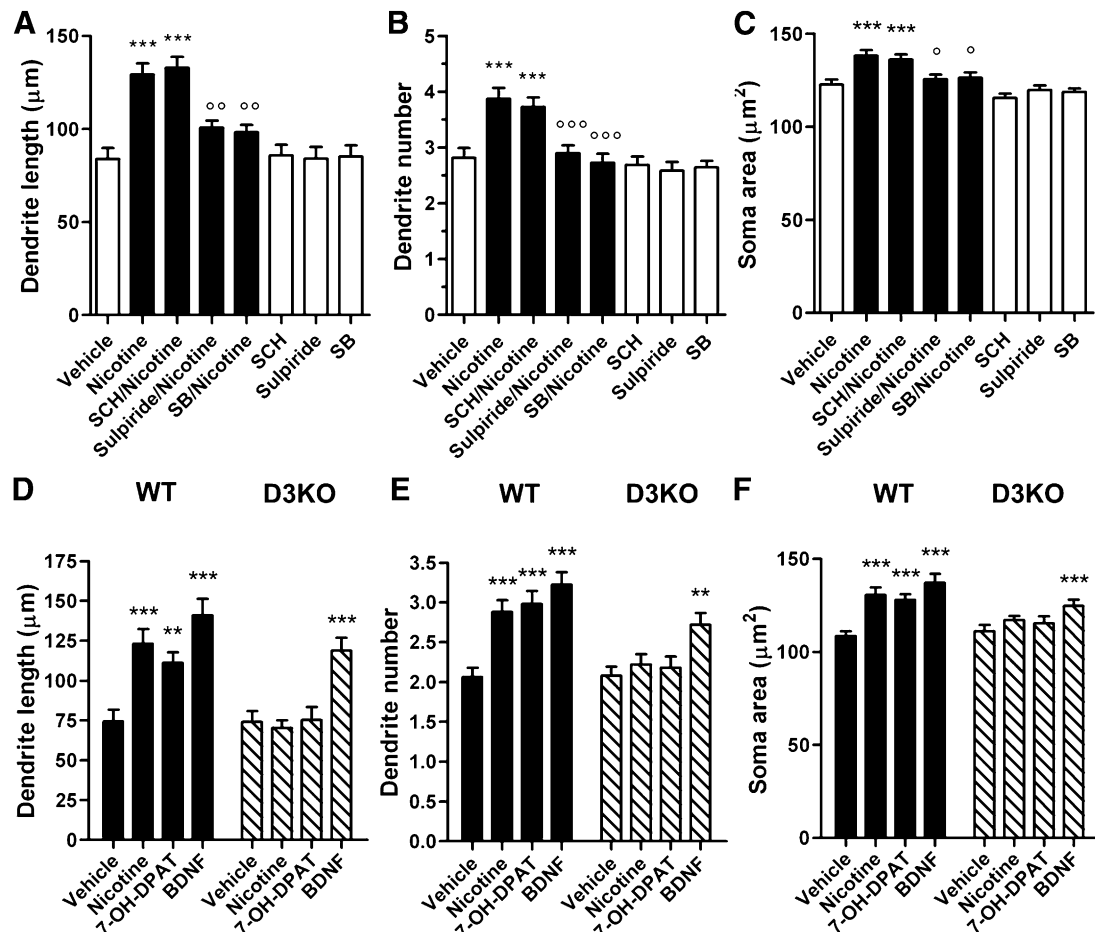 A
Dendrite length (μm)
150
100
50
0
*** ***
°° °°
Vehicle
Nicotine
SCH/Nicotine
Sulpiride/Nicotine
SB/Nicotine
SCH
Sulpiride
SB
B
Dendrite number
5
4
3
2
1
0
*** ***
°°° °°°
Vehicle
Nicotine
SCH/Nicotine
Sulpiride/Nicotine
SB/Nicotine
SCH
Sulpiride
SB
C
Soma area (μm²)
150
100
50
0
*** ***
° °
Vehicle
Nicotine
SCH/Nicotine
Sulpiride/Nicotine
SB/Nicotine
SCH
Sulpiride
SB
D
WT D3KO
Dendrite length (μm)
175
150
125
100
75
50
25
0
*** ** *** ***
Vehicle
Nicotine
7-OH-DPAT
BDNF
Vehicle
Nicotine
7-OH-DPAT
BDNF
E
WT D3KO
Dendrite number
3.5
3.0
2.5
2.0
1.5
1.0
0.5
0.0
*** *** *** **
Vehicle
Nicotine
7-OH-DPAT
BDNF
Vehicle
Nicotine
7-OH-DPAT
BDNF
F
WT D3KO
Soma area (μm²)
150
100
50
0
*** *** *** ***
Vehicle
Nicotine
7-OH-DPAT
BDNF
Vehicle
Nicotine
7-OH-DPAT
BDNF